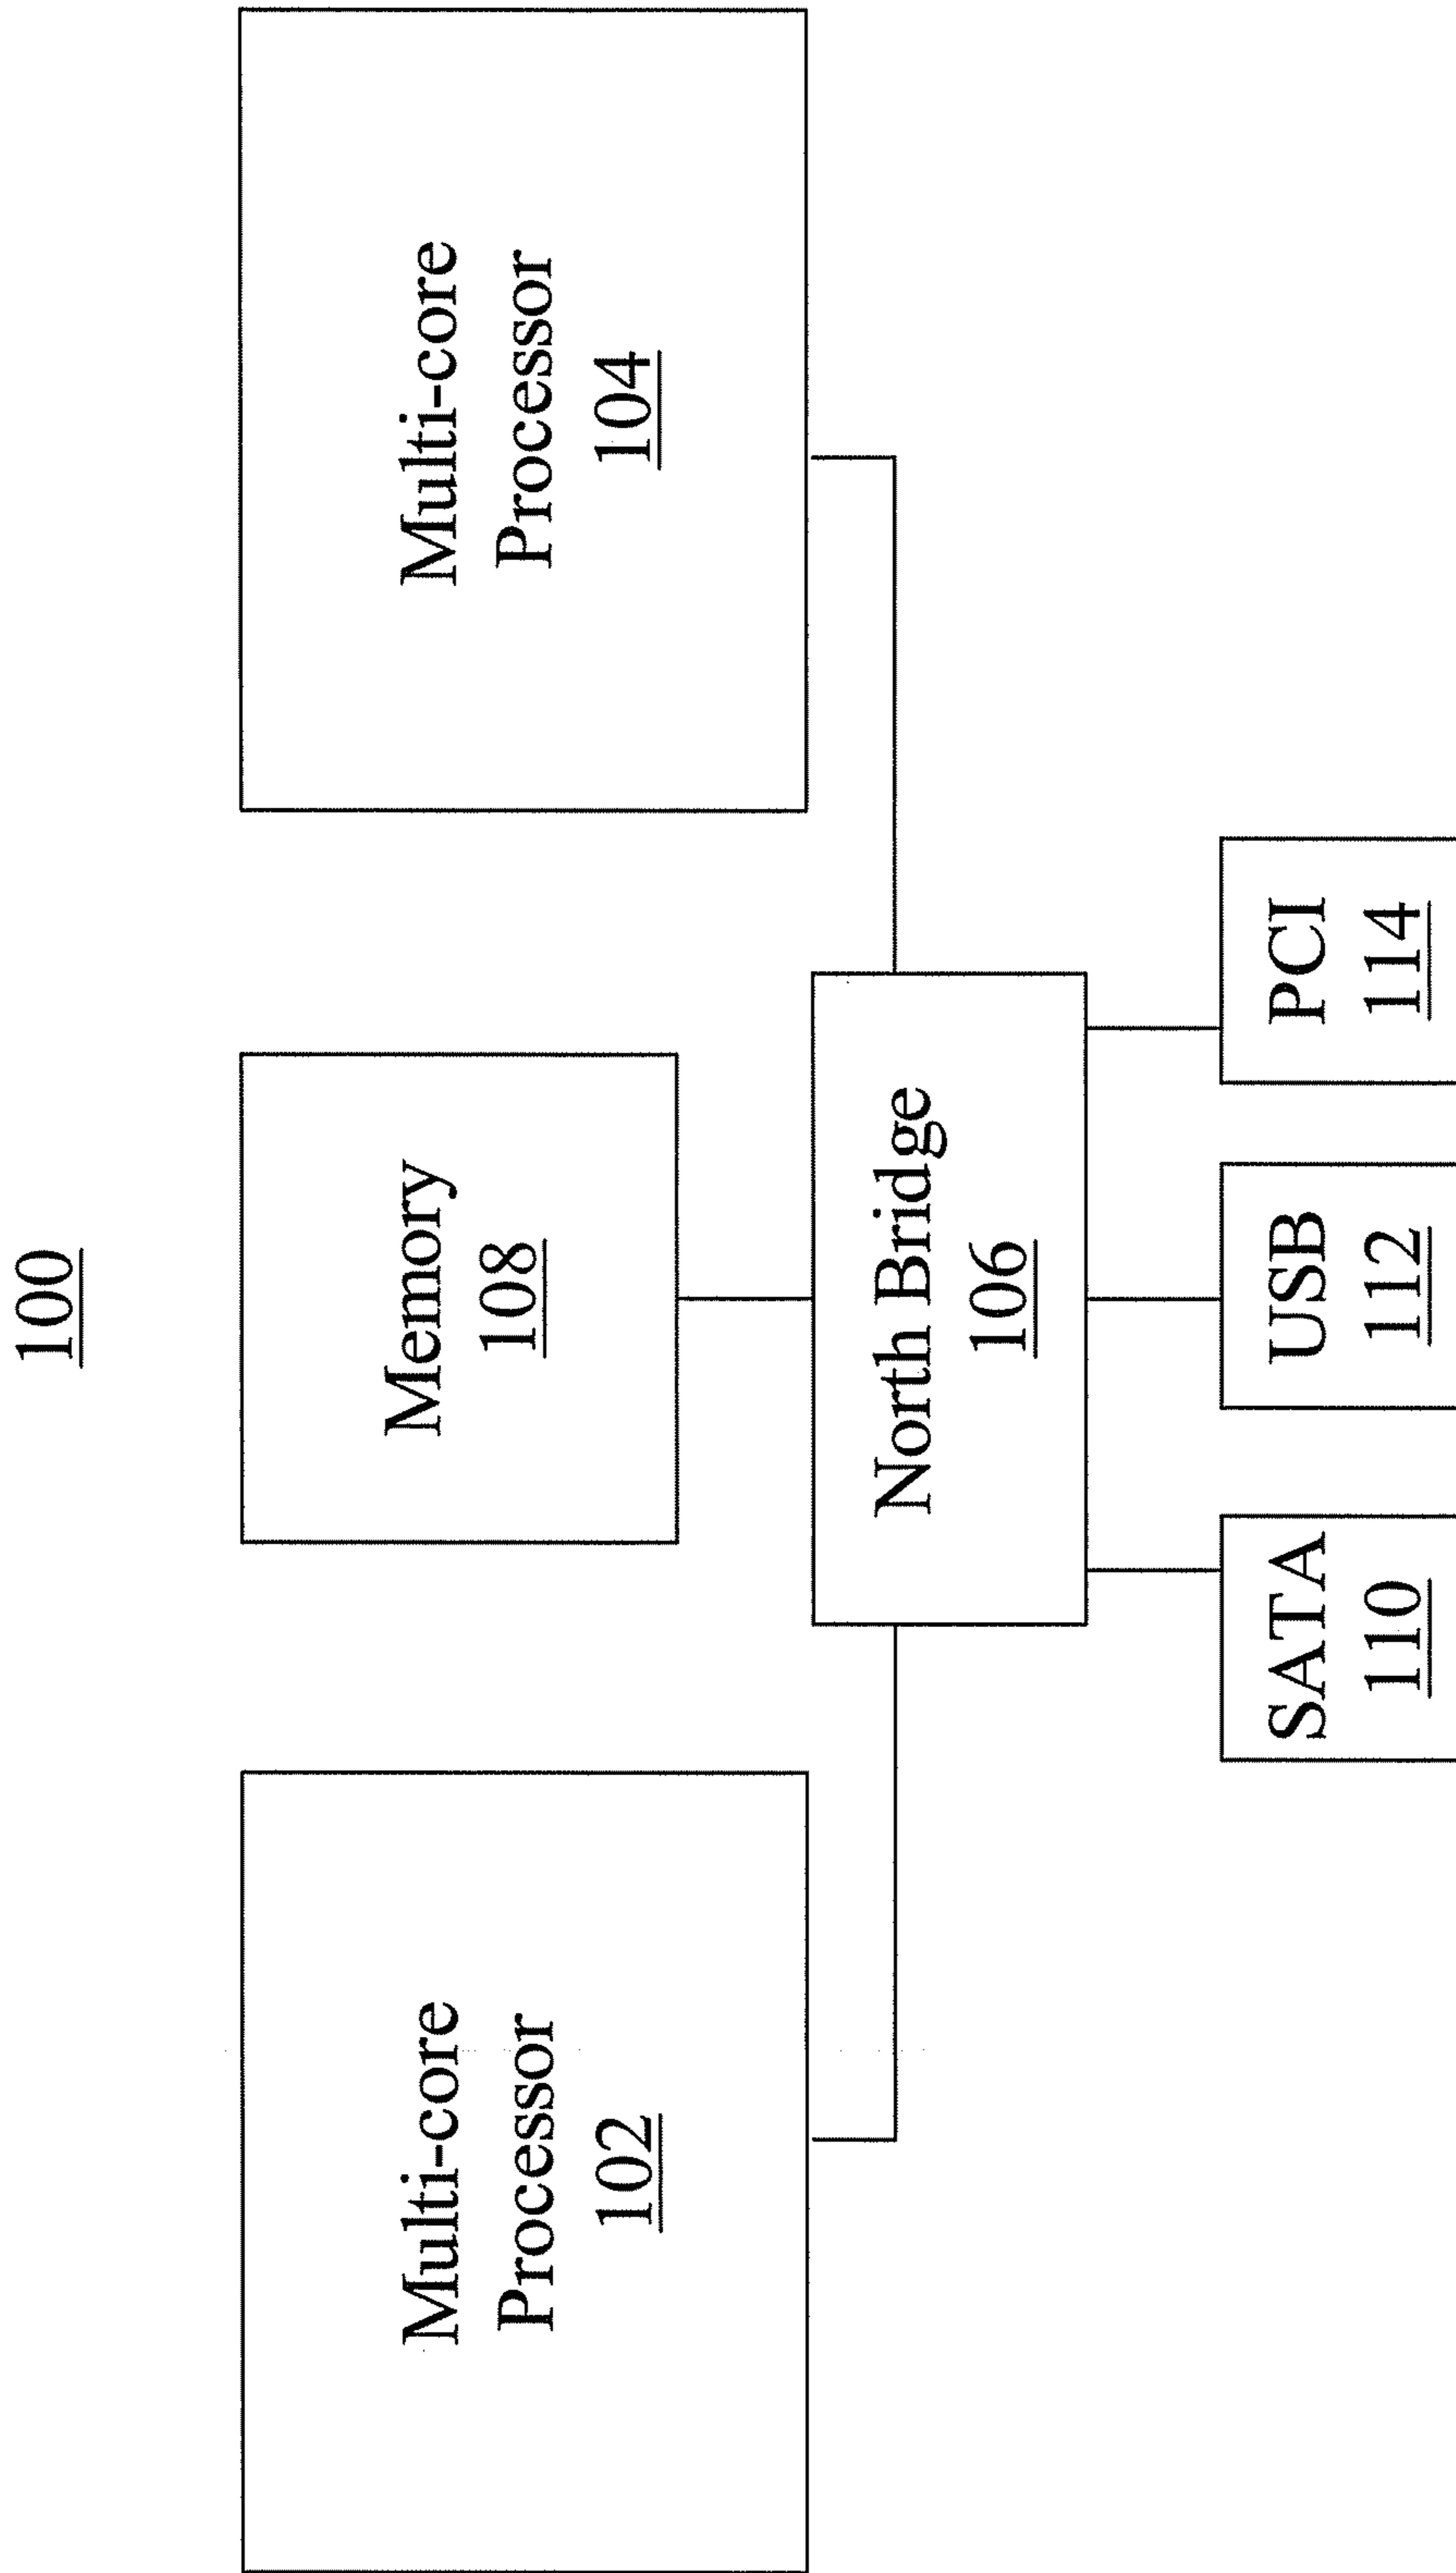 100
Multi-core
Processor
102
Memory
108
Multi-core
Processor
104
North Bridge
106
SATA
110
USB
112
PCI
114